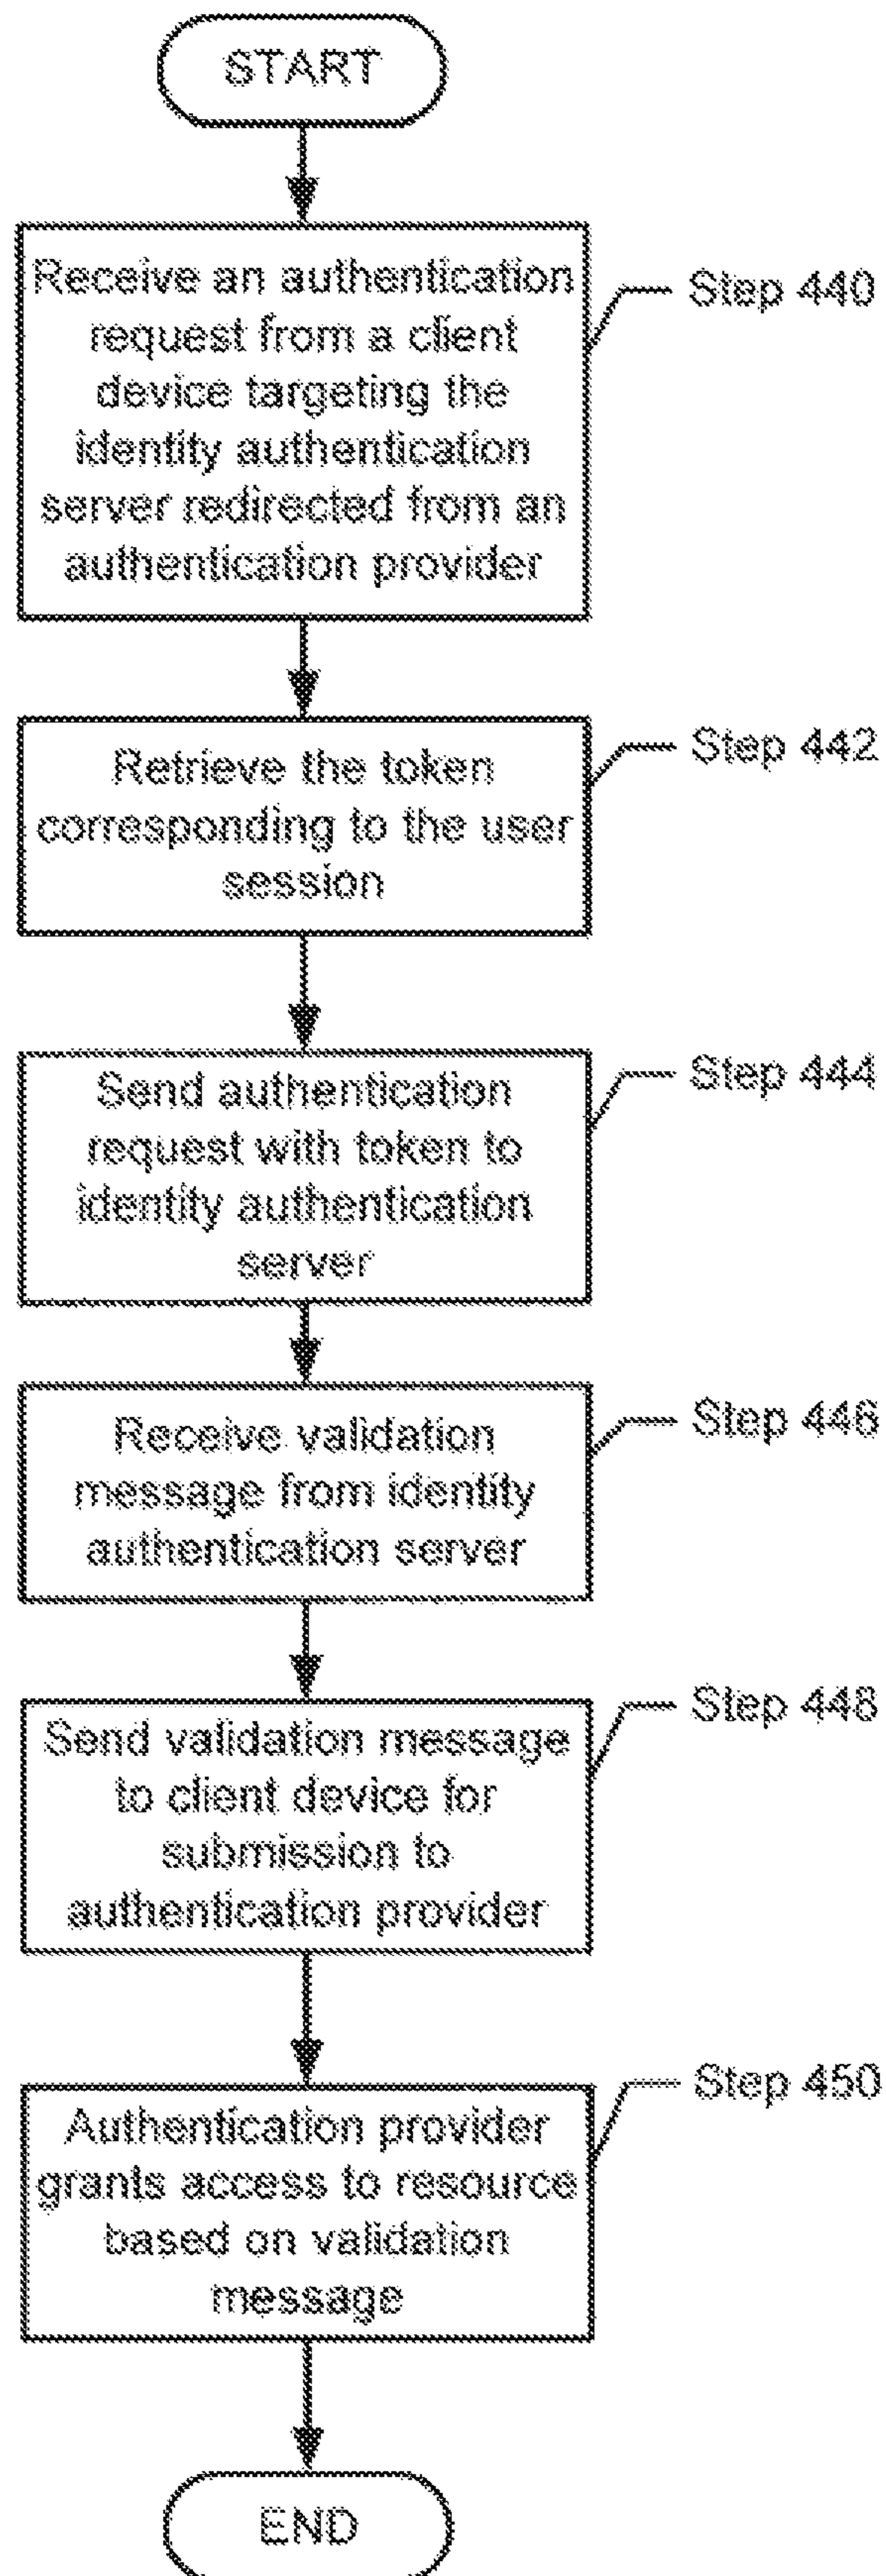 START
Receive an authentication
request from a client
device targeting the
identity authentication
server redirected from an
authentication provider
Step 440
Retrieve the token
corresponding to the user
session
Step 442
Send authentication
request with token to
identity authentication
server
Step 444
Receive validation
message from identity
authentication server
Step 446
Send validation message
to client device for
submission to
authentication provider
Step 448
Authentication provider
grants access to resource
based on validation
message
Step 450
END